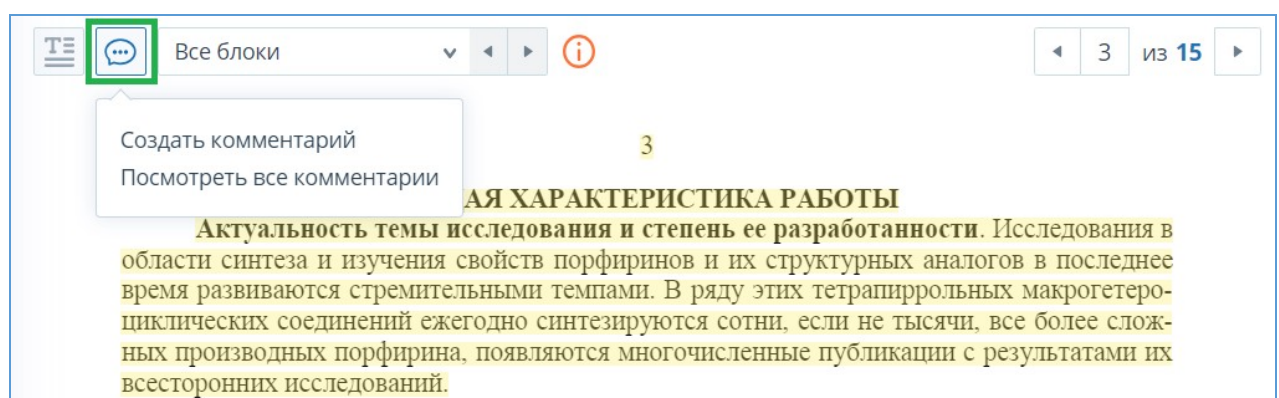 Все блоки
3 из 15
Создать комментарий
Посмотреть все комментарии
3
АЯ ХАРАКТЕРИСТИКА РАБОТЫ
Актуальность темы исследования и степень ее разработанности. Исследования в
области синтеза и изучения свойств порфиринов и их структурных аналогов в последнее
время развиваются стремительными темпами. В ряду этих тетрапиррольных макрогетеро-
циклических соединений ежегодно синтезируются сотни, если не тысячи, все более слож-
ных производных порфирина, появляются многочисленные публикации с результатами их
всесторонних исследований.